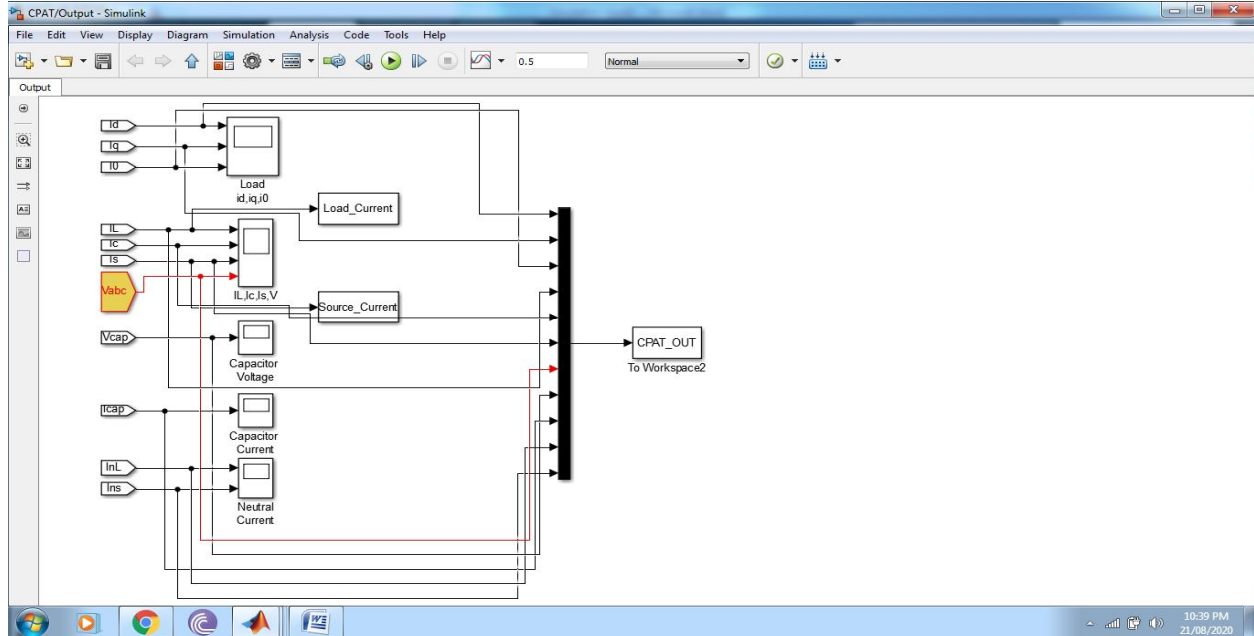 CPAT/Output - Simulink
File Edit View Display Diagram Simulation Analysis Code Tools Help
0.5
Normal
Output
Id
Iq
I0
Load
id,iq,i0
Load_Current
IL
Ic
Is
Vabc
IL,Ic,Is,V
Source_Current
Vcap
Capacitor
Voltage
CPAT_OUT
To Workspace2
Icap
Capacitor
Current
InL
Ins
Neutral
Current
10:39 PM
21/08/2020